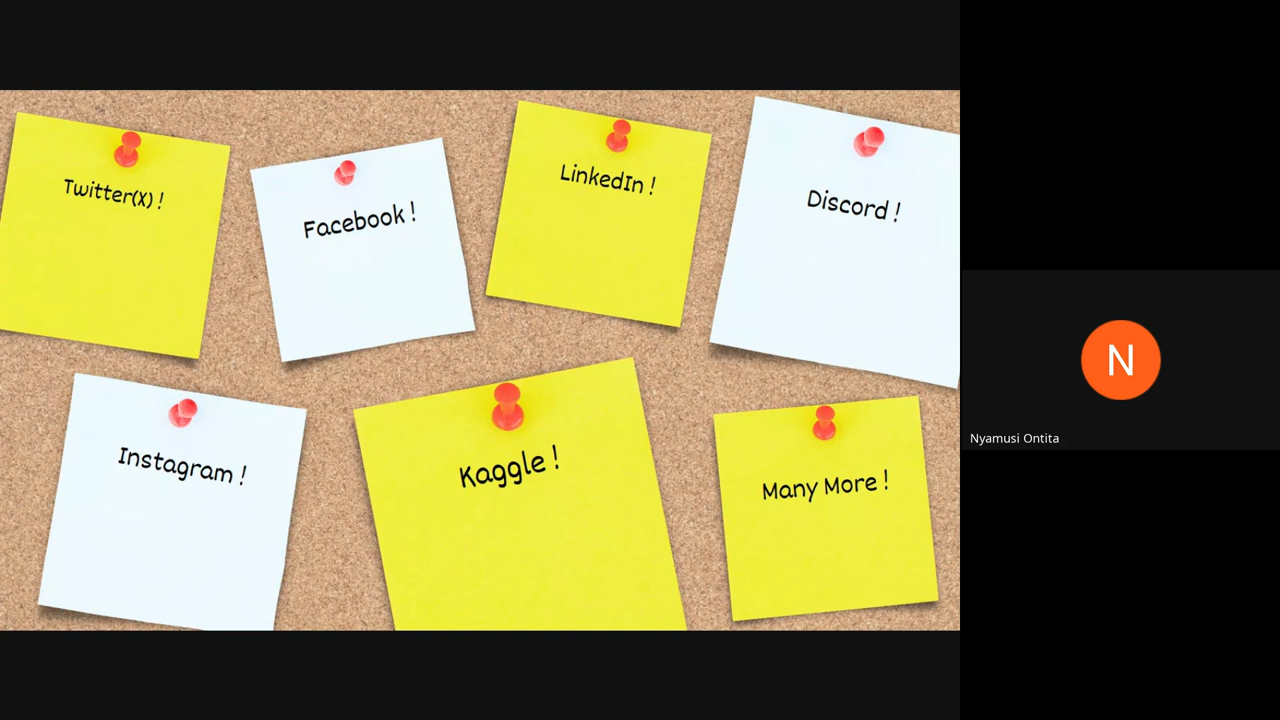 Twitter(X) !
Facebook !
LinkedIn !
Discord !
Instagram !
Kaggle !
Many More !
N
Nyamusi Ontita